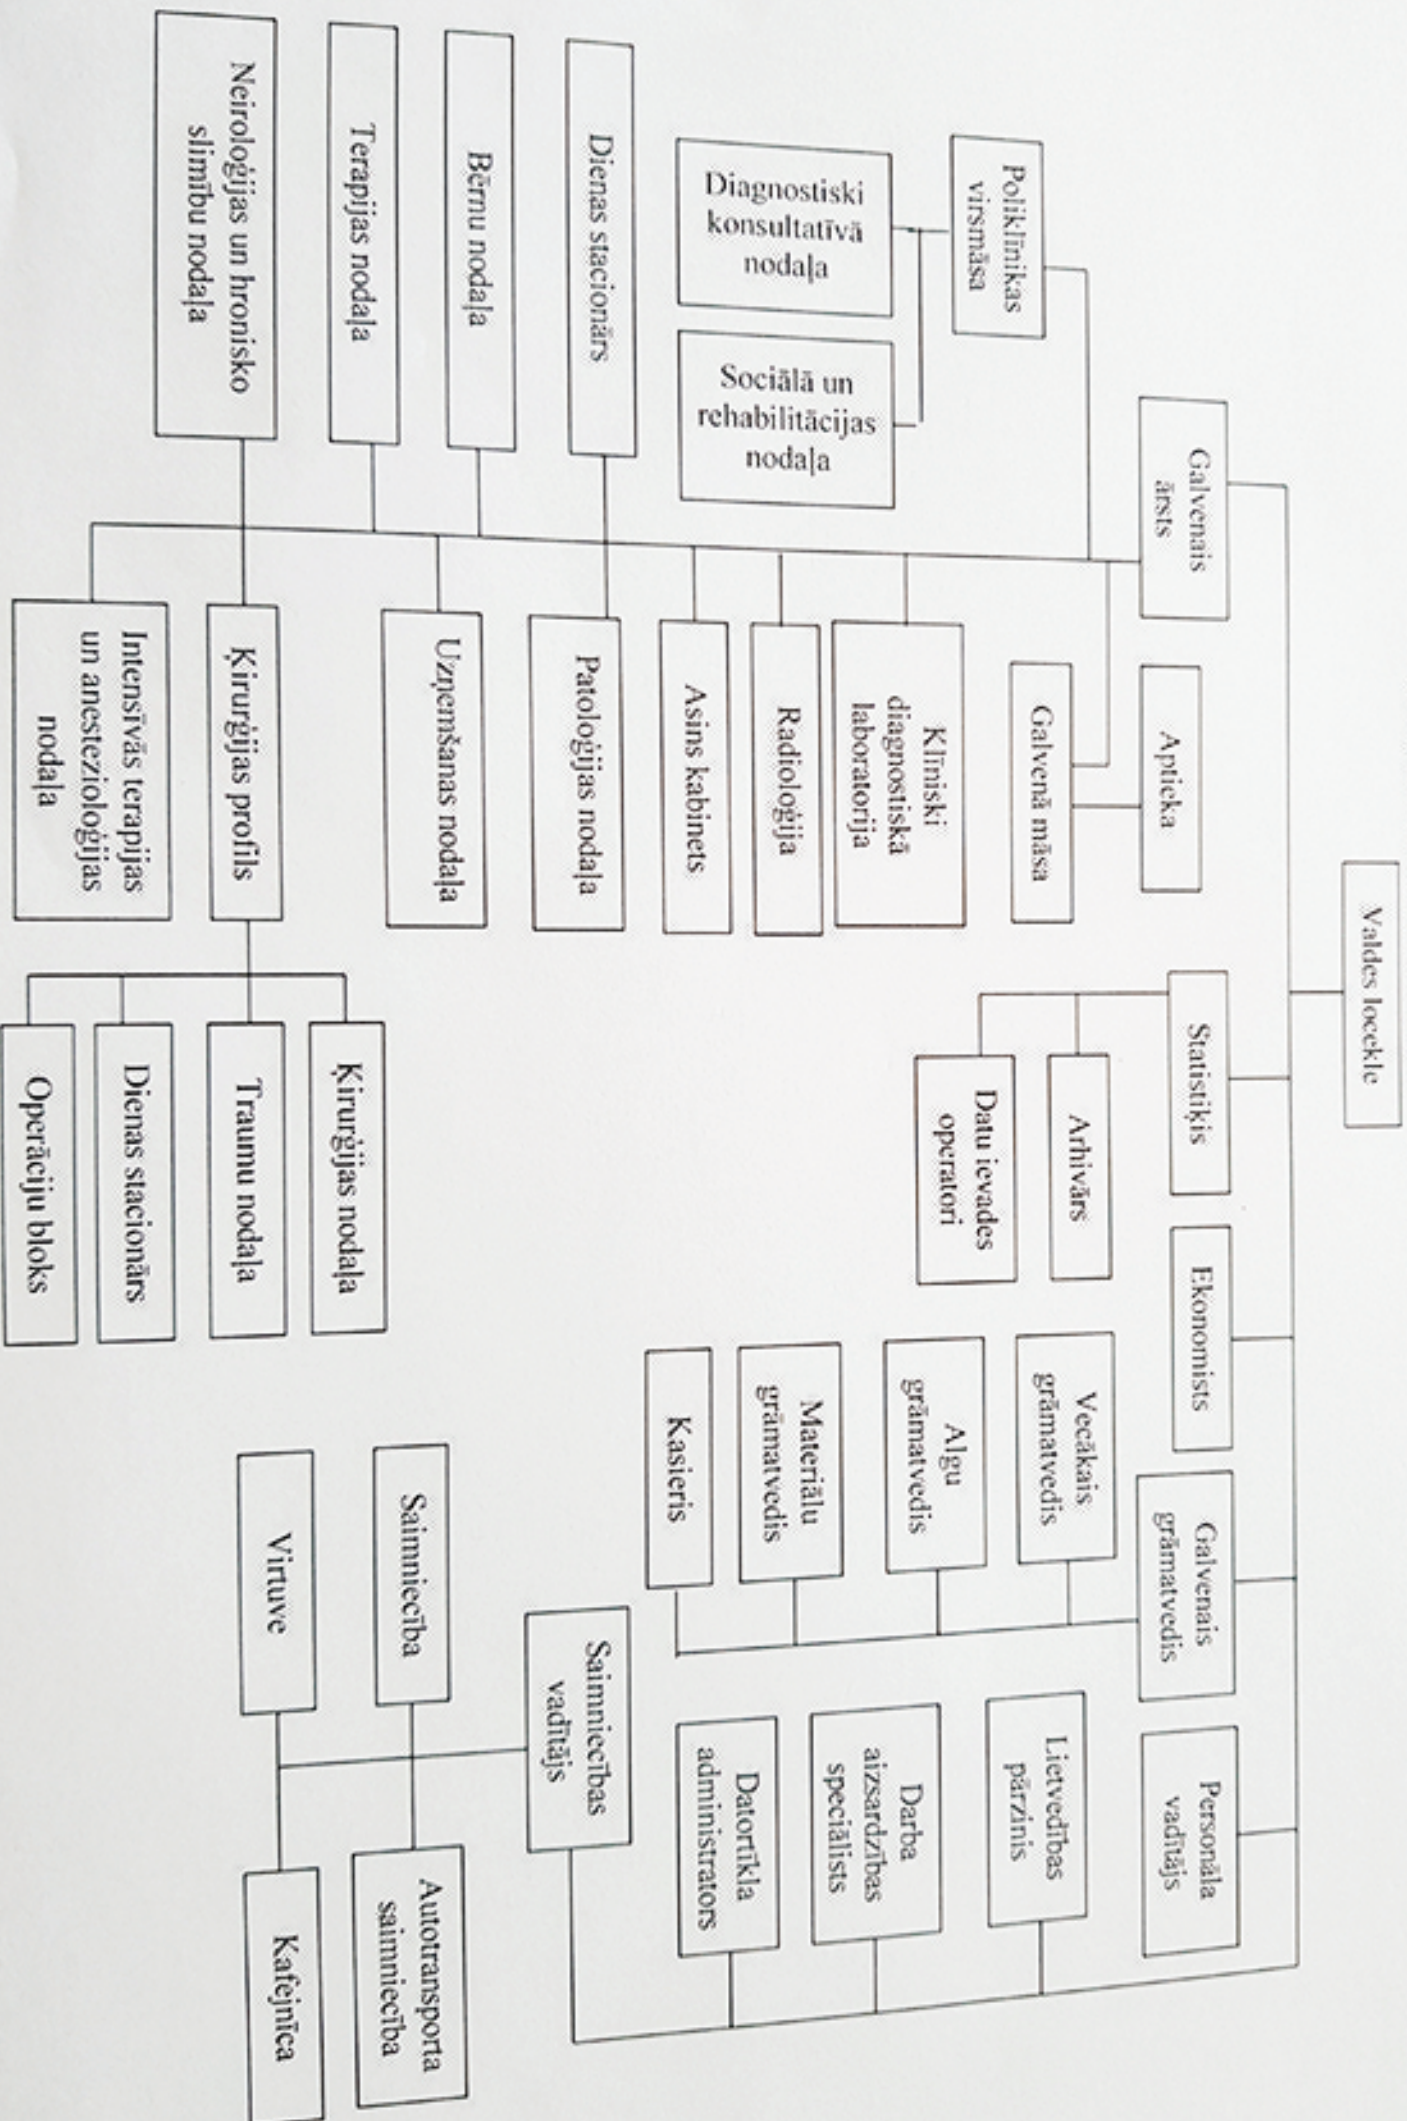 Valdes locekle
Galvenais
ārsts
Aptieka
Statistiķis
Ekonomists
Galvenais
grāmatvedis
Personāla
vadītājs
Poliklīnikas
virsmāsa
Galvenā māsa
Arhivārs
Vecākais
grāmatvedis
Lietvedības
pārzinis
Diagnostiski
konsultatīvā
nodaļa
Sociālā un
rehabilitācijas
nodaļa
Klīniski
diagnostiskā
laboratorija
Datu ievades
operatori
Algu
grāmatvedis
Darba
aizsardzības
speciālists
Radioloģija
Materiālu
grāmatvedis
Datortīkla
administrators
Asins kabinets
Kasieris
Dienas stacionārs
Patoloģijas nodaļa
Saimniecības
vadītājs
Bērnu nodaļa
Uzņemšanas nodaļa
Saimniecība
Autotransporta
saimniecība
Terapijas nodaļa
Ķirurģijas nodaļa
Virtuve
Kafejnīca
Neiroloģijas un hronisko
slimību nodaļa
Ķirurģijas profils
Traumu nodaļa
Dienas stacionārs
Intensīvās terapijas
un anestezioloģijas
nodaļa
Operāciju bloks